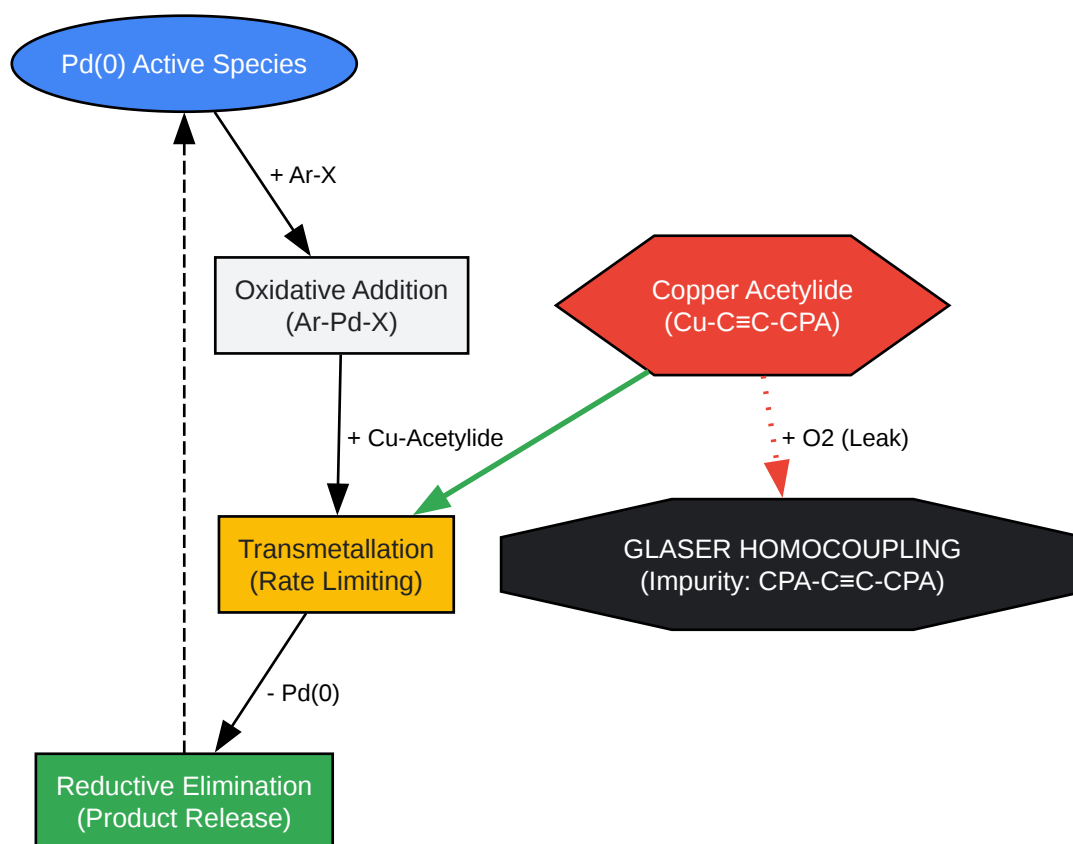 Pd(0) Active Species
+ Ar-X
Oxidative Addition
(Ar-Pd-X)
Copper Acetylide
(Cu-C≡C-CPA)
+ Cu-Acetylide
+ O2 (Leak)
Transmetallation
(Rate Limiting)
GLASER HOMOCOUPLING
(Impurity: CPA-C≡C-CPA)
- Pd(0)
Reductive Elimination
(Product Release)